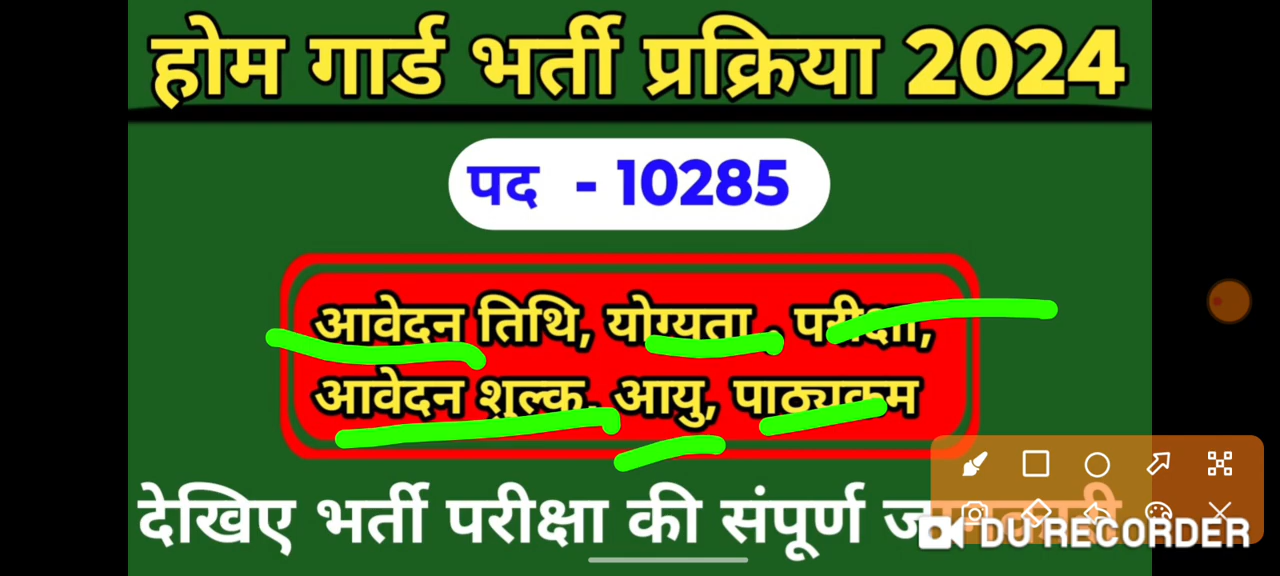 होम गार्ड भर्ती प्रक्रिया 2024
पद - 10285
आवेदन तिथि, योग्यता , परीक्षा,
आवेदन शुल्क, आयु, पाठ्यक्रम
देखिए भर्ती परीक्षा की संपूर्ण
DU RECORDER